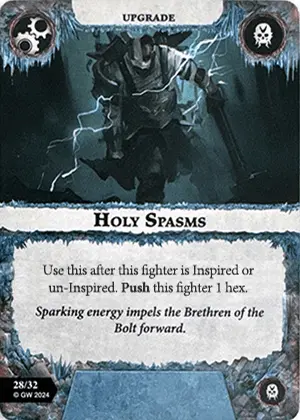 UPGRADE
HOLY SPASMS
Use this after this fighter is Inspired or
un-Inspired. Push this fighter 1 hex.
Sparking energy impels the Brethren of the
Bolt forward.
28/32
© GW 2024